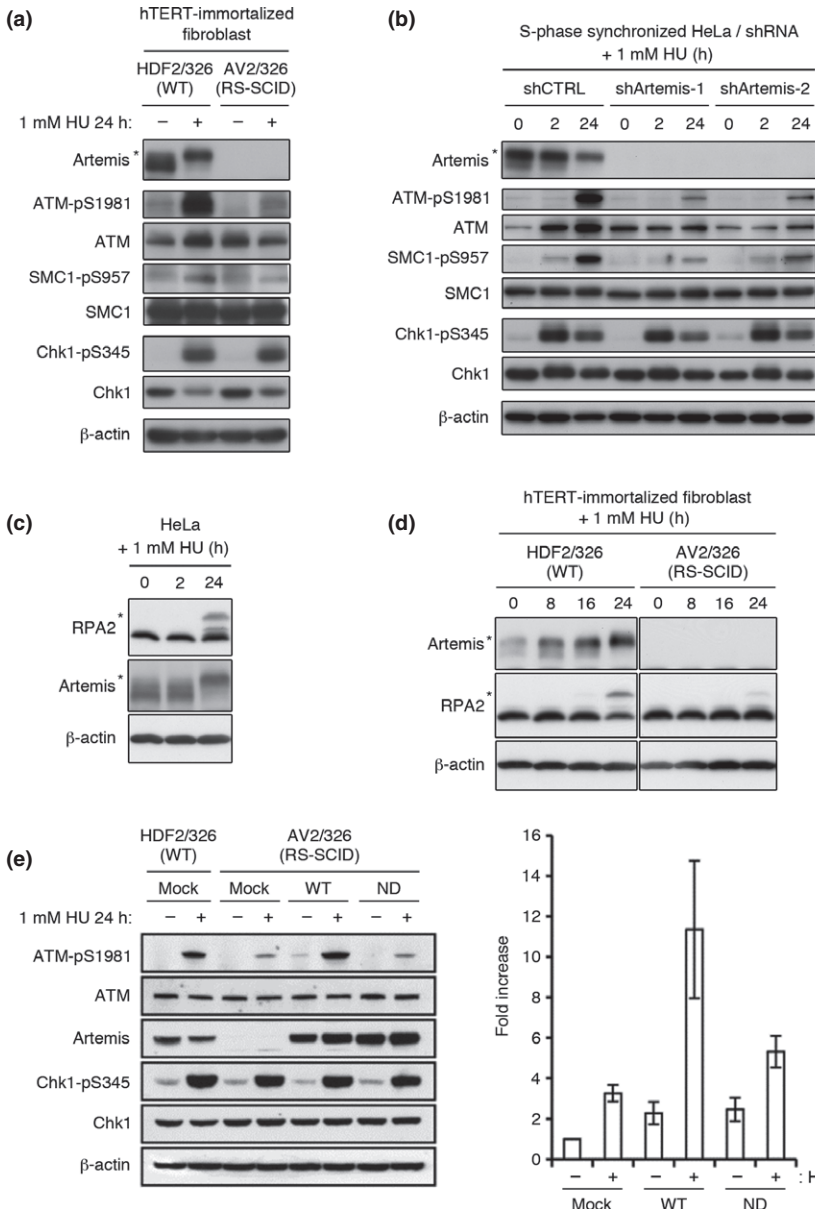 (a)
hTERT-immortalized
fibroblast
HDF2/326 AV2/326
(WT) (RS-SCID)
1 mM HU 24 h: – + – +
Artemis *
ATM-pS1981
ATM
SMC1-pS957
SMC1
Chk1-pS345
Chk1
β-actin
(b)
S-phase synchronized HeLa / shRNA
+ 1 mM HU (h)
shCTRL shArtemis-1 shArtemis-2
0 2 24 0 2 24 0 2 24
Artemis *
ATM-pS1981
ATM
SMC1-pS957
SMC1
Chk1-pS345
Chk1
β-actin
(c)
HeLa
+ 1 mM HU (h)
0 2 24
*
RPA2
Artemis *
β-actin
(d)
hTERT-immortalized fibroblast
+ 1 mM HU (h)
HDF2/326 AV2/326
(WT) (RS-SCID)
0 8 16 24 0 8 16 24
Artemis *
*
RPA2
β-actin
(e)
HDF2/326 AV2/326
(WT) (RS-SCID)
Mock Mock WT ND
1 mM HU 24 h: – + – + – + – +
ATM-pS1981
ATM
Artemis
Chk1-pS345
Chk1
β-actin
Fold increase
16
14
12
10
8
6
4
2
0
– + – + – + : H
Mock WT ND